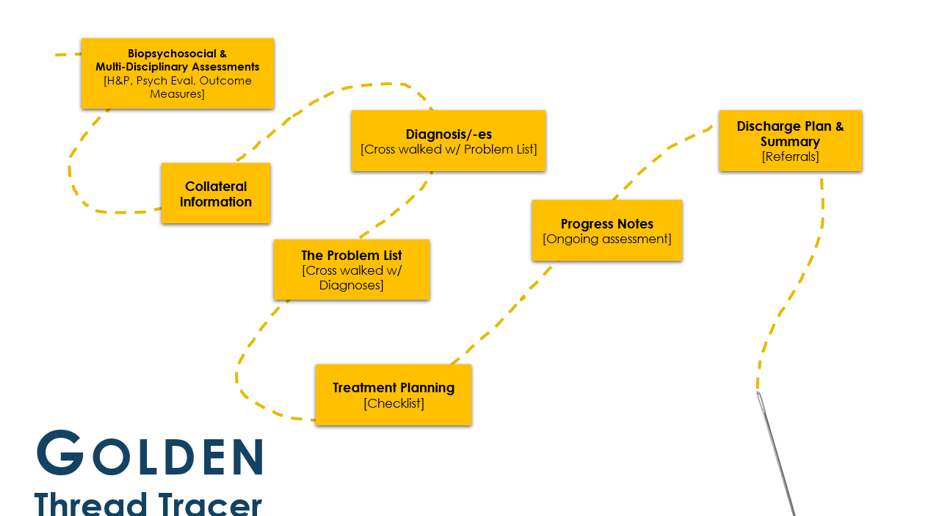 Biopsychosocial &
Multi-Disciplinary Assessments
[H&P, Psych Eval, Outcome
Measures]
Collateral
Information
Diagnosis/-es
[Cross walked w/ Problem List]
The Problem List
[Cross walked w/
Diagnoses]
Treatment Planning
[Checklist]
Progress Notes
[Ongoing assessment]
Discharge Plan &
Summary
[Referrals]
GOLDEN
Thread Tracer